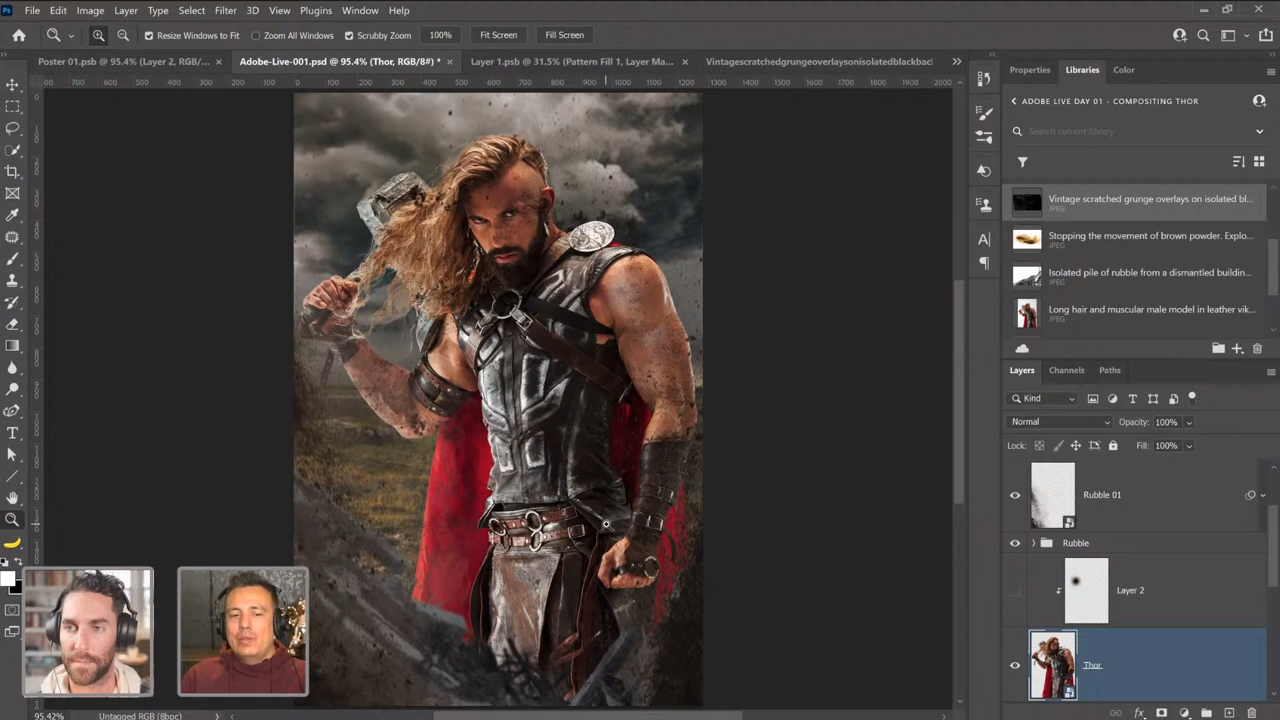 Ps File Edit Image Layer Type Select Filter 3D View Plugins Window Help
Resize Windows to Fit Zoom All Windows Scrubby Zoom 100% Fit Screen Fill Screen
Poster 01.psb @ 95.4% (Layer 2, RGB/... × Adobe-Live-001.psd @ 95.4% (Thor, RGB/8#) * × Layer 1.psb @ 31.5% (Pattern Fill 1, Layer Ma... × Vintagescratchedgrungeoverlaysonisolatedblackbac
Properties Libraries Color
ADOBE LIVE DAY 01 - COMPOSITING THOR
Search current library
Vintage scratched grunge overlays on isolated bl...
JPEG
Stopping the movement of brown powder. Explo...
JPEG
Isolated pile of rubble from a dismantled buildin...
JPEG
Long hair and muscular male model in leather vik...
JPEG
Layers Channels Paths
Kind
Normal Opacity: 100%
Lock: Fill: 100%
Rubble 01
Rubble
Layer 2
Thor
95.42% Untagged RGB (8bpc)